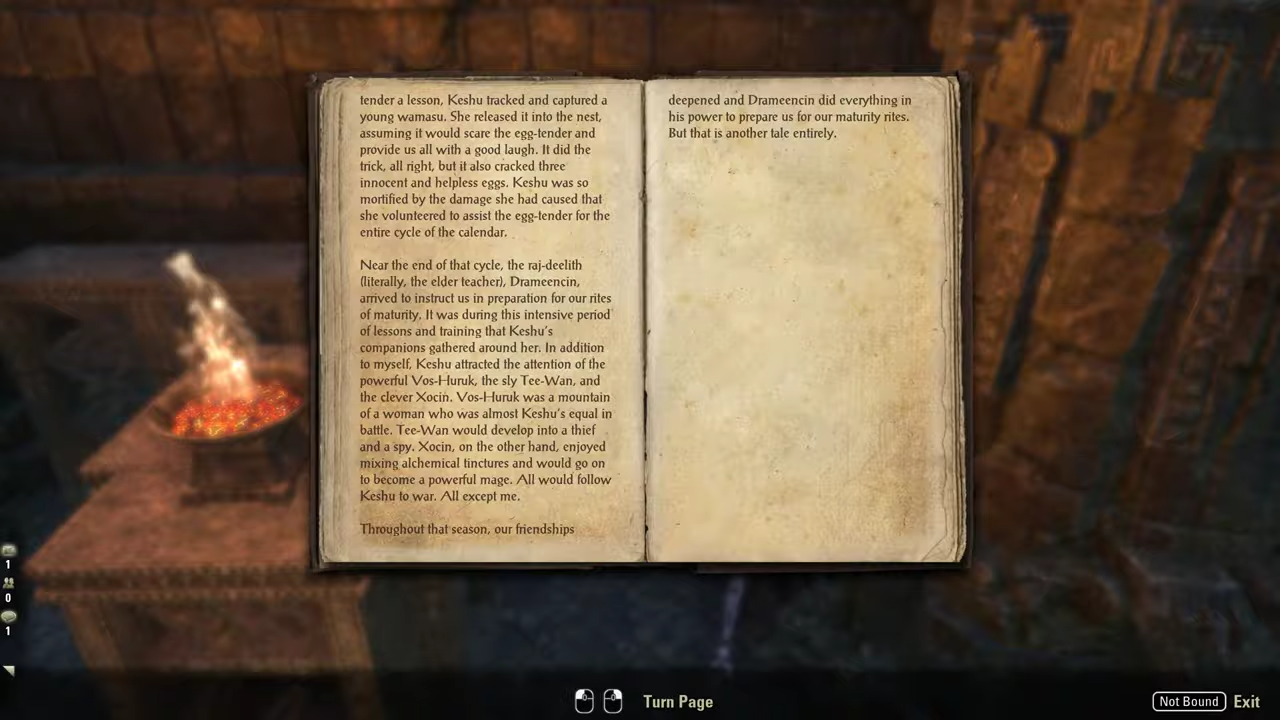 tender a lesson, Keshu tracked and captured a
young wamasu. She released it into the nest,
assuming it would scare the egg-tender and
provide us all with a good laugh. It did the
trick, all right, but it also cracked three
innocent and helpless eggs. Keshu was so
mortified by the damage she had caused that
she volunteered to assist the egg-tender for the
entire cycle of the calendar.
Near the end of that cycle, the raj-deelith
(literally, the elder teacher), Drameencin,
arrived to instruct us in preparation for our rites
of maturity. It was during this intensive period
of lessons and training that Keshu's
companions gathered around her. In addition
to myself, Keshu attracted the attention of the
powerful Vos-Huruk, the sly Tee-Wan, and
the clever Xocin. Vos-Huruk was a mountain
of a woman who was almost Keshu's equal in
battle. Tee-Wan would develop into a thief
and a spy. Xocin, on the other hand, enjoyed
mixing alchemical tinctures and would go on
to become a powerful mage. All would follow
Keshu to war. All except me.
Throughout that season, our friendships
deepened and Drameencin did everything in
his power to prepare us for our maturity rites.
But that is another tale entirely.
1
0
1
Turn Page
Not Bound Exit